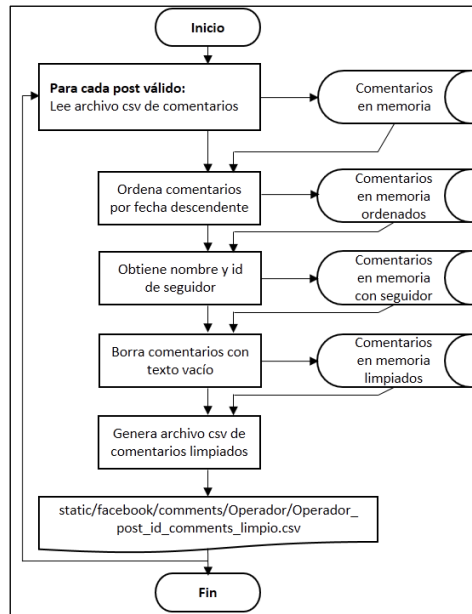 Inicio
Para cada post válido:
Lee archivo csv de comentarios
Comentarios
en memoria
Ordena comentarios
por fecha descendente
Comentarios
en memoria
ordenados
Obtiene nombre y id
de seguidor
Comentarios
en memoria
con seguidor
Borra comentarios con
texto vacío
Comentarios
en memoria
limpiados
Genera archivo csv de
comentarios limpiados
static/facebook/comments/Operador/Operador_
post_id_comments_limpio.csv
Fin